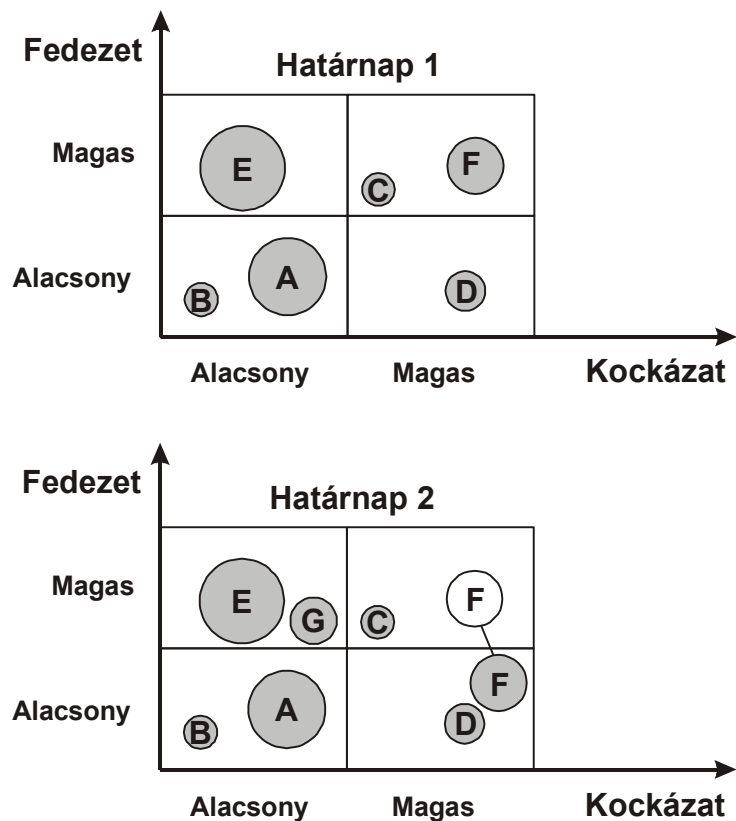 Fedezet
Határnap 1
Magas
E
C
F
Alacsony
B
A
D
Alacsony
Magas
Kockázat
Fedezet
Határnap 2
Magas
E
G
C
F
Alacsony
B
A
D
F
Alacsony
Magas
Kockázat